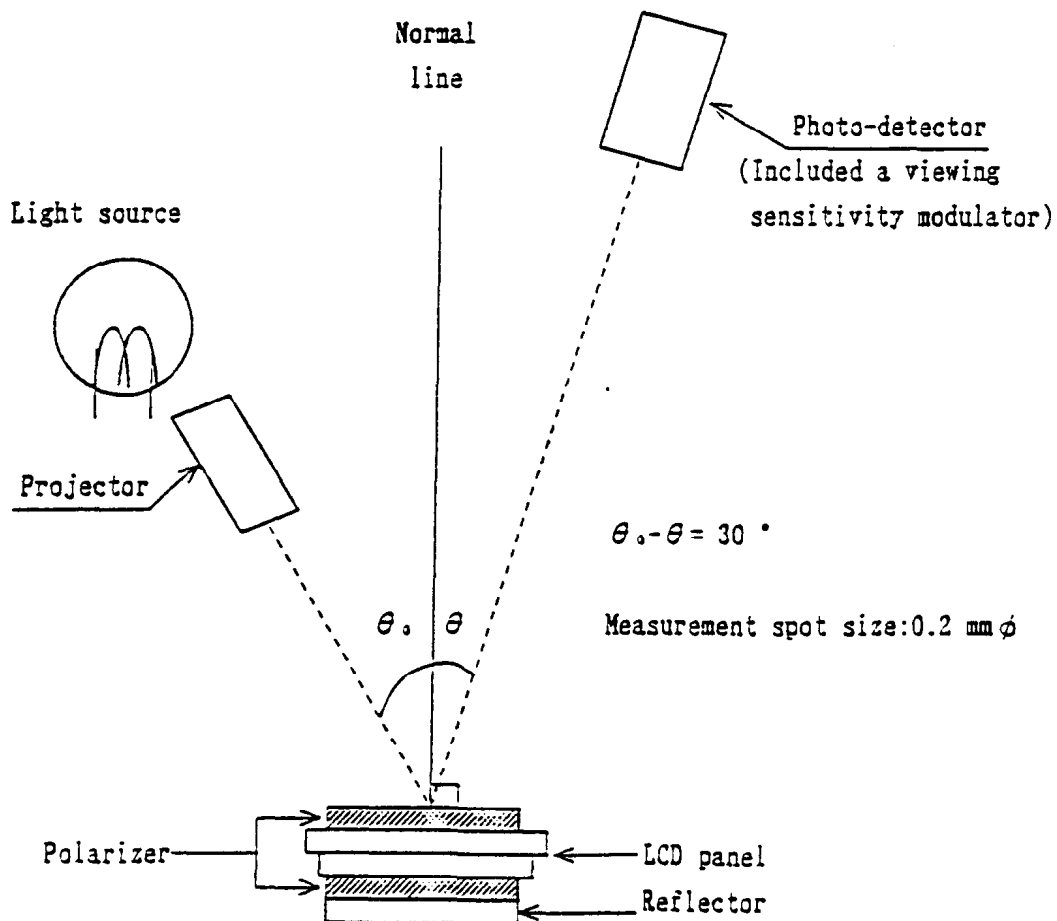 Normal
line
Photo-detector
(Included a viewing
sensitivity modulator)
Light source
Projector
θ₀-θ= 30 °
θ₀ θ
Measurement spot size:0.2 mmφ
Polarizer
LCD panel
Reflector